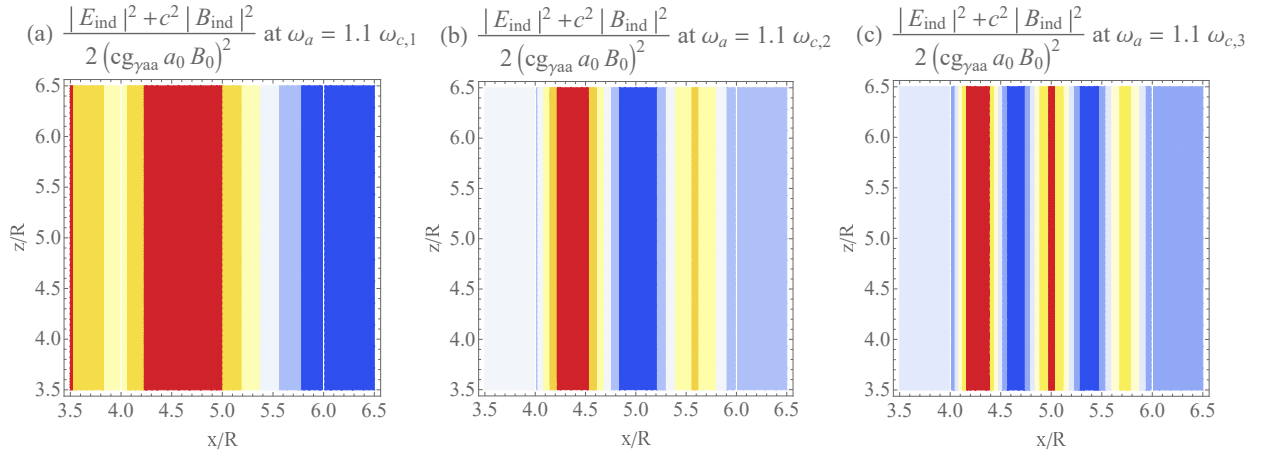 (a) |E_ind|² + c² |B_ind|² / 2 (cg_γaa a_0 B_0)² at ω_a = 1.1 ω_c,1
6.5
6.0
5.5
5.0
4.5
4.0
3.5
z/R
3.5 4.0 4.5 5.0 5.5 6.0 6.5
x/R
(b) |E_ind|² + c² |B_ind|² / 2 (cg_γaa a_0 B_0)² at ω_a = 1.1 ω_c,2
6.5
6.0
5.5
5.0
4.5
4.0
3.5
z/R
3.5 4.0 4.5 5.0 5.5 6.0 6.5
x/R
(c) |E_ind|² + c² |B_ind|² / 2 (cg_γaa a_0 B_0)² at ω_a = 1.1 ω_c,3
6.5
6.0
5.5
5.0
4.5
4.0
3.5
z/R
3.5 4.0 4.5 5.0 5.5 6.0 6.5
x/R